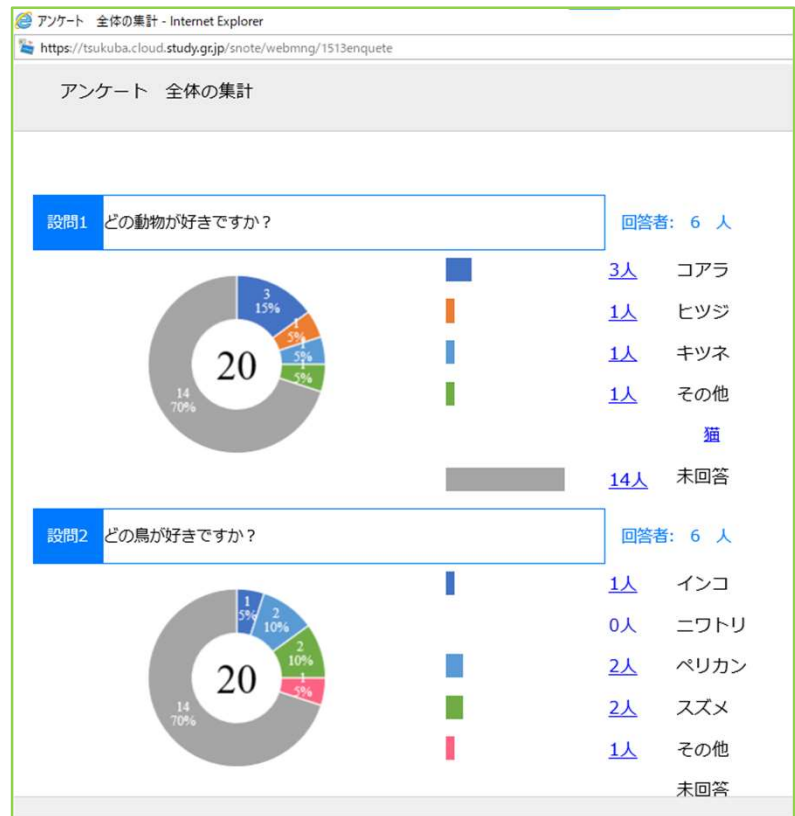 アンケート　全体の集計 - Internet Explorer
https://tsukuba.cloud.study.gr.jp/snote/webmng/1513enquete
アンケート　全体の集計
設問1 どの動物が好きですか？ 回答者: 6 人
3
15%
1
5%
1
5%
1
5%
14
70%
20
3人 コアラ
1人 ヒツジ
1人 キツネ
1人 その他
猫
14人 未回答
設問2 どの鳥が好きですか？ 回答者: 6 人
1
5%
2
10%
2
10%
1
5%
14
70%
20
1人 インコ
0人 ニワトリ
2人 ペリカン
2人 スズメ
1人 その他
未回答